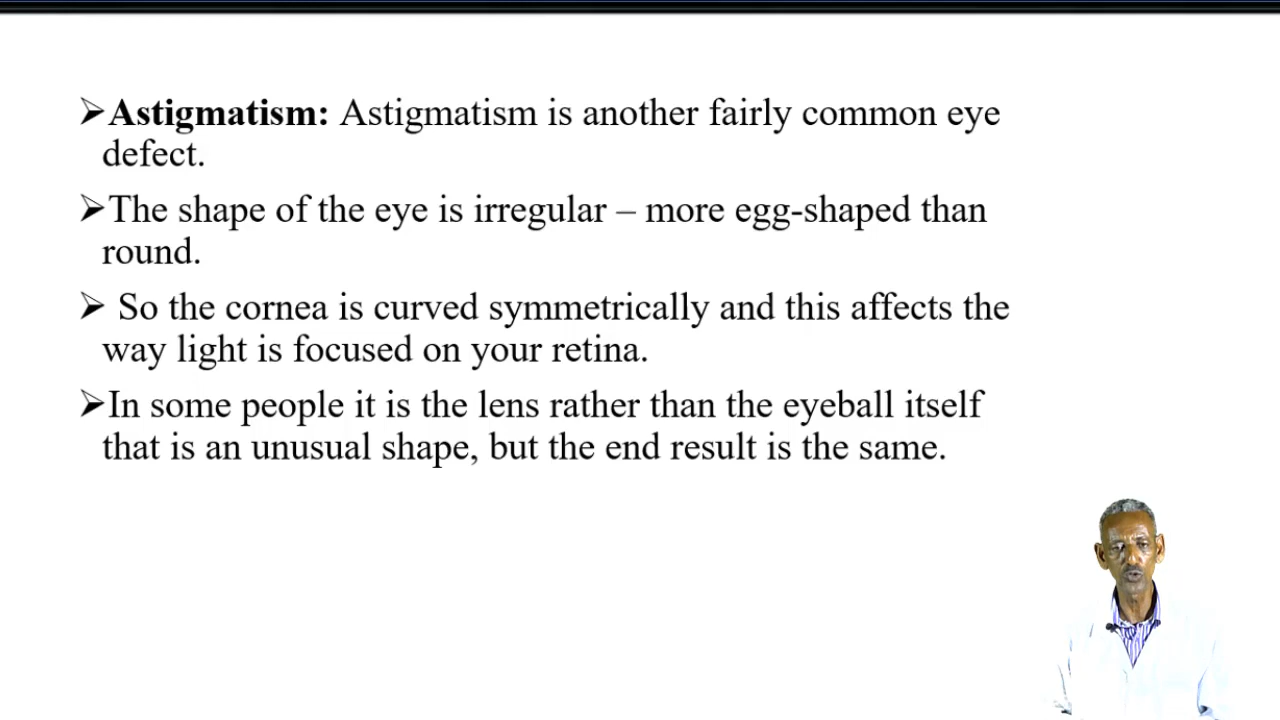 ➢Astigmatism: Astigmatism is another fairly common eye
defect.
➢The shape of the eye is irregular – more egg-shaped than
round.
➢ So the cornea is curved symmetrically and this affects the
way light is focused on your retina.
➢In some people it is the lens rather than the eyeball itself
that is an unusual shape, but the end result is the same.